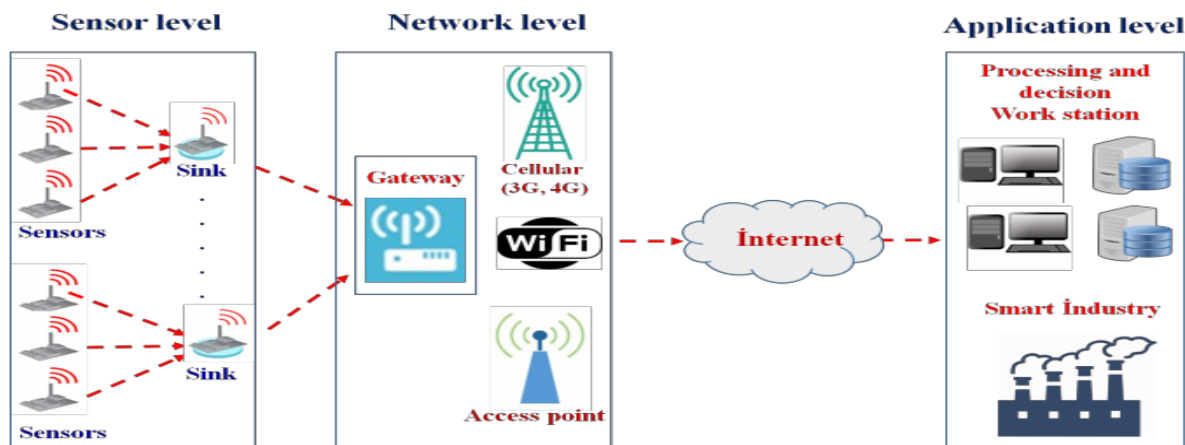 Sensor level
Network level
Application level
Sink
Sensors
Sink
Sensors
Gateway
Cellular
(3G, 4G)
WiFi
Access point
İnternet
Processing and
decision
Work station
Smart İndustry